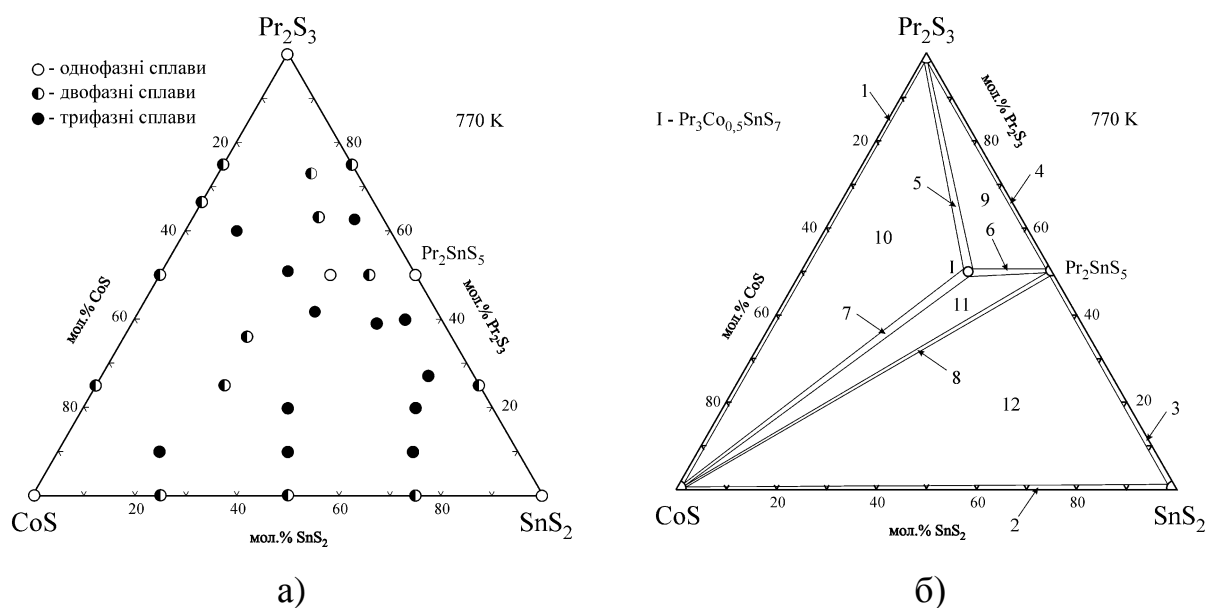 Pr₂S₃
○ - однофазні сплави
◐ - двофазні сплави
● - трифазні сплави
770 K
20
80
40
60
Pr₂SnS₅
мол.% CoS
мол.% Pr₂S₃
60
40
80
20
20
40
60
80
CoS
SnS₂
мол.% SnS₂
а)
Pr₂S₃
1
мол.% Pr₂S₃
I - Pr₃Co₀,₅SnS₇
770 K
20
80
4
5
9
40
10
6
60
I
Pr₂SnS₅
мол.% CoS
11
60
7
40
8
80
12
20
3
20
40
60
80
CoS
SnS₂
мол.% SnS₂
2
б)